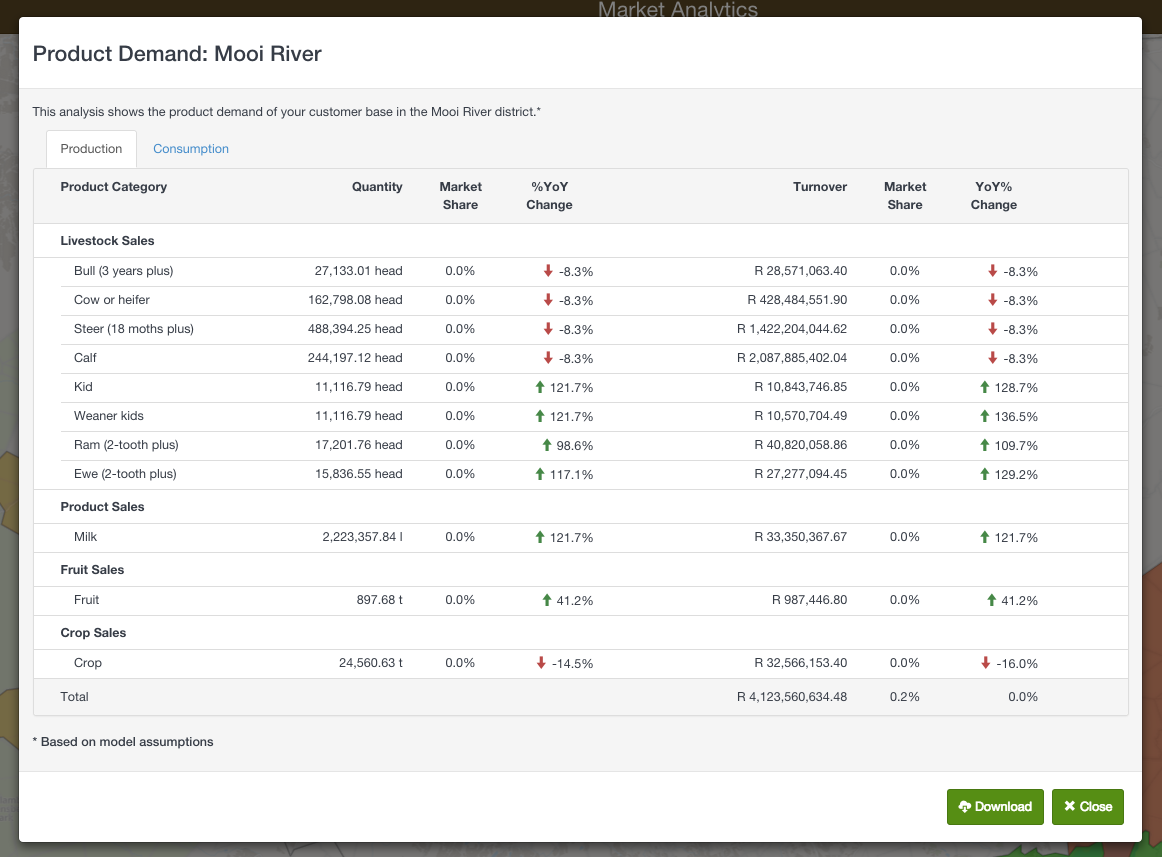 Market Analytics
Product Demand: Mooi River
This analysis shows the product demand of your customer base in the Mooi River district.*
Production Consumption
Product Category Quantity Market Share %YoY Change Turnover Market Share YoY% Change
Livestock Sales
Bull (3 years plus) 27,133.01 head 0.0% -8.3% R 28,571,063.40 0.0% -8.3%
Cow or heifer 162,798.08 head 0.0% -8.3% R 428,484,551.90 0.0% -8.3%
Steer (18 moths plus) 488,394.25 head 0.0% -8.3% R 1,422,204,044.62 0.0% -8.3%
Calf 244,197.12 head 0.0% -8.3% R 2,087,885,402.04 0.0% -8.3%
Kid 11,116.79 head 0.0% 121.7% R 10,843,746.85 0.0% 128.7%
Weaner kids 11,116.79 head 0.0% 121.7% R 10,570,704.49 0.0% 136.5%
Ram (2-tooth plus) 17,201.76 head 0.0% 98.6% R 40,820,058.86 0.0% 109.7%
Ewe (2-tooth plus) 15,836.55 head 0.0% 117.1% R 27,277,094.45 0.0% 129.2%
Product Sales
Milk 2,223,357.84 l 0.0% 121.7% R 33,350,367.67 0.0% 121.7%
Fruit Sales
Fruit 897.68 t 0.0% 41.2% R 987,446.80 0.0% 41.2%
Crop Sales
Crop 24,560.63 t 0.0% -14.5% R 32,566,153.40 0.0% -16.0%
Total R 4,123,560,634.48 0.2% 0.0%
* Based on model assumptions
Download Close